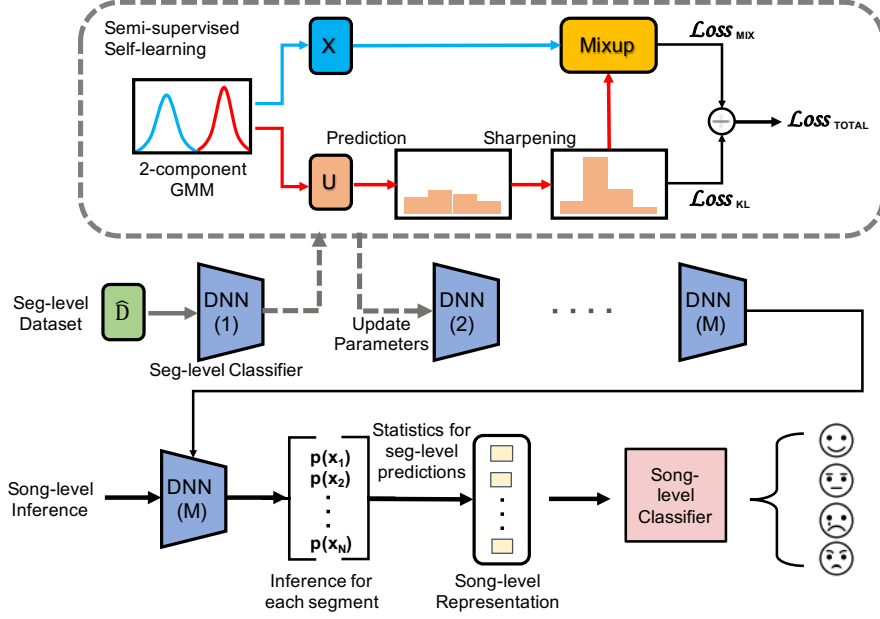 Semi-supervised
Self-learning
X
Mixup
Loss MIX
2-component
GMM
Prediction
Sharpening
U
+
Loss TOTAL
Loss KL
Seg-level
Dataset
D̂
DNN
(1)
Seg-level Classifier
Update
Parameters
DNN
(2)
. . . .
DNN
(M)
Song-level
Inference
DNN
(M)
p(x₁)
p(x₂)
⋮
p(x_N)
Inference for
each segment
Statistics for
seg-level
predictions
Song-level
Representation
Song-
level
Classifier